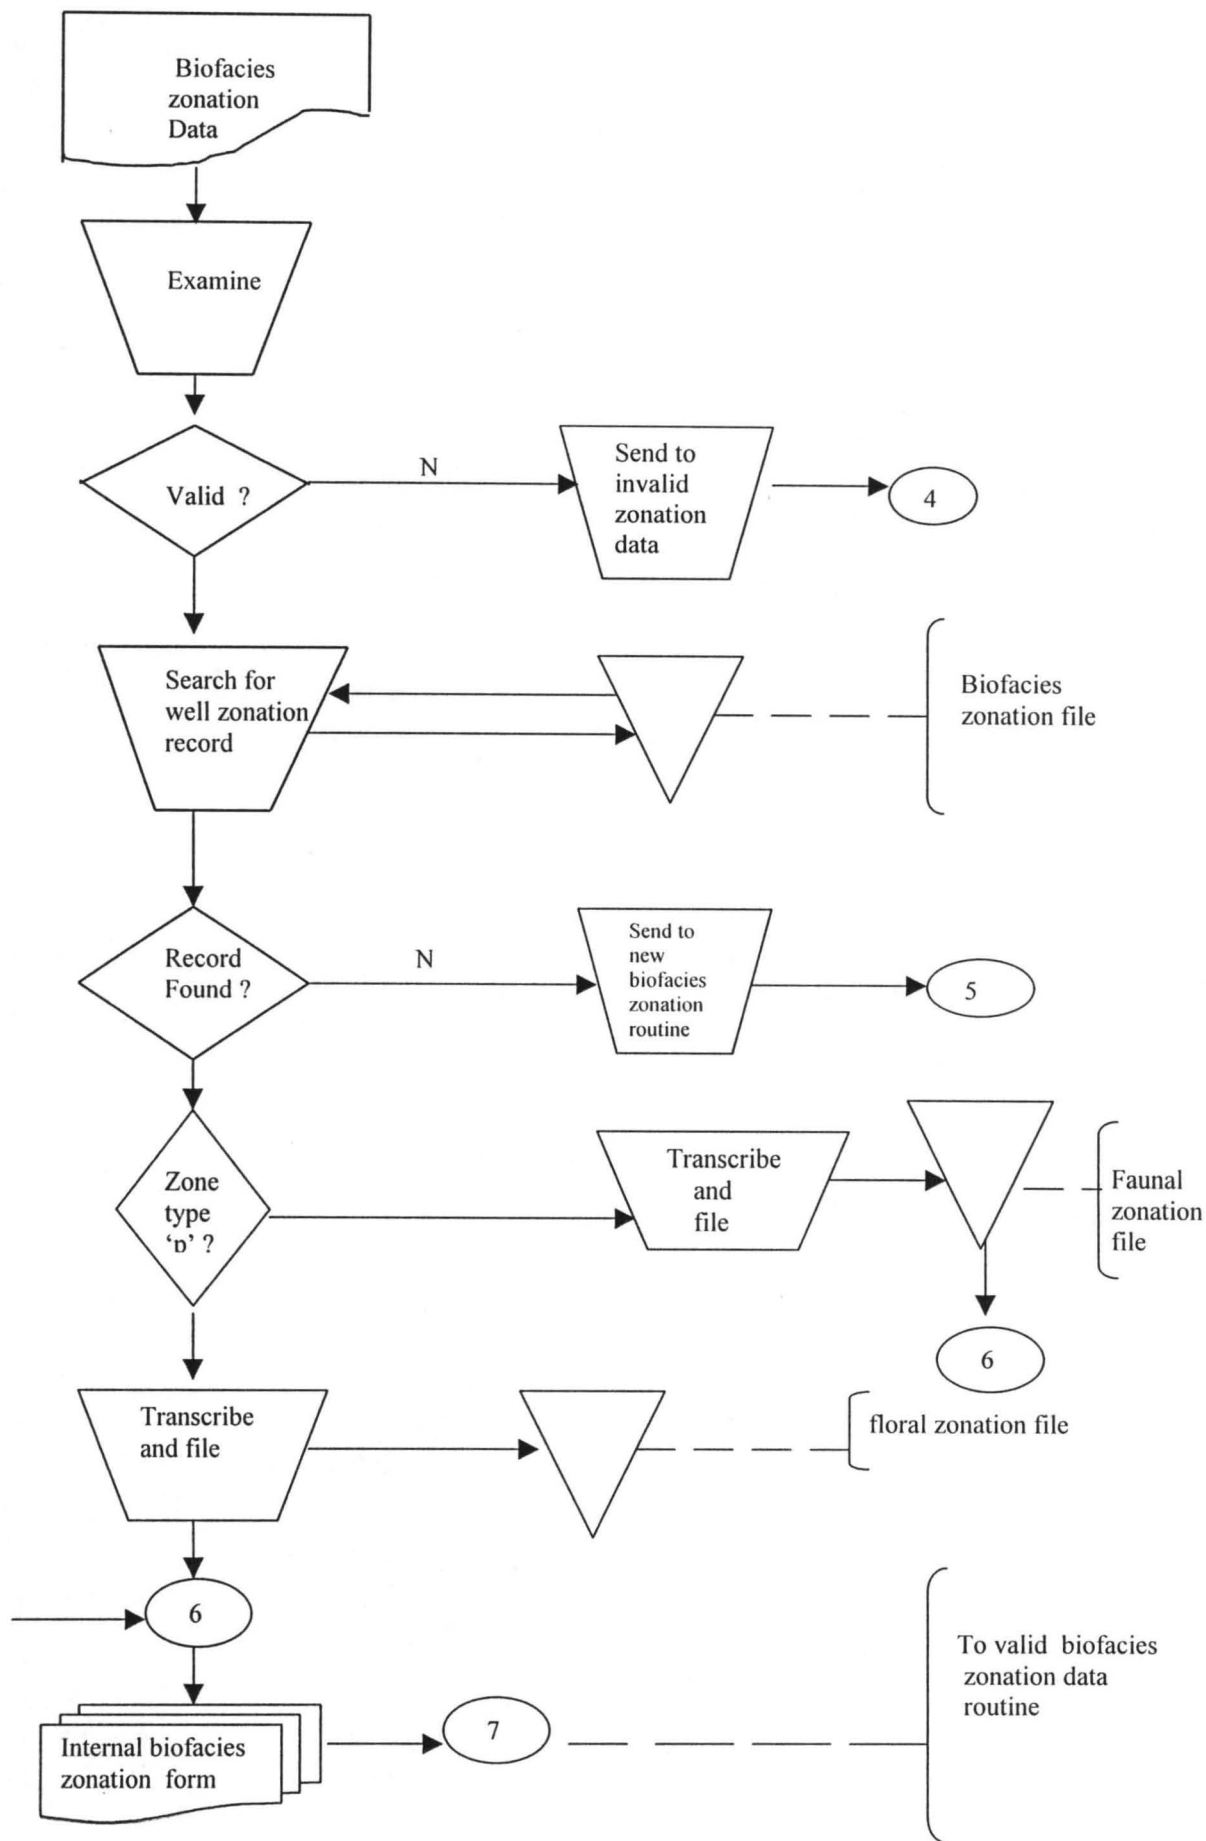 Biofacies
zonation
Data
Examine
Valid ?
N
Send to
invalid
zonation
data
4
Search for
well zonation
record
Biofacies
zonation file
Record
Found ?
N
Send to
new
biofacies
zonation
routine
5
Zone
type
‘p’ ?
Transcribe
and
file
Faunal
zonation
file
6
Transcribe
and file
floral zonation file
6
To valid biofacies
zonation data
routine
7
Internal biofacies
zonation form